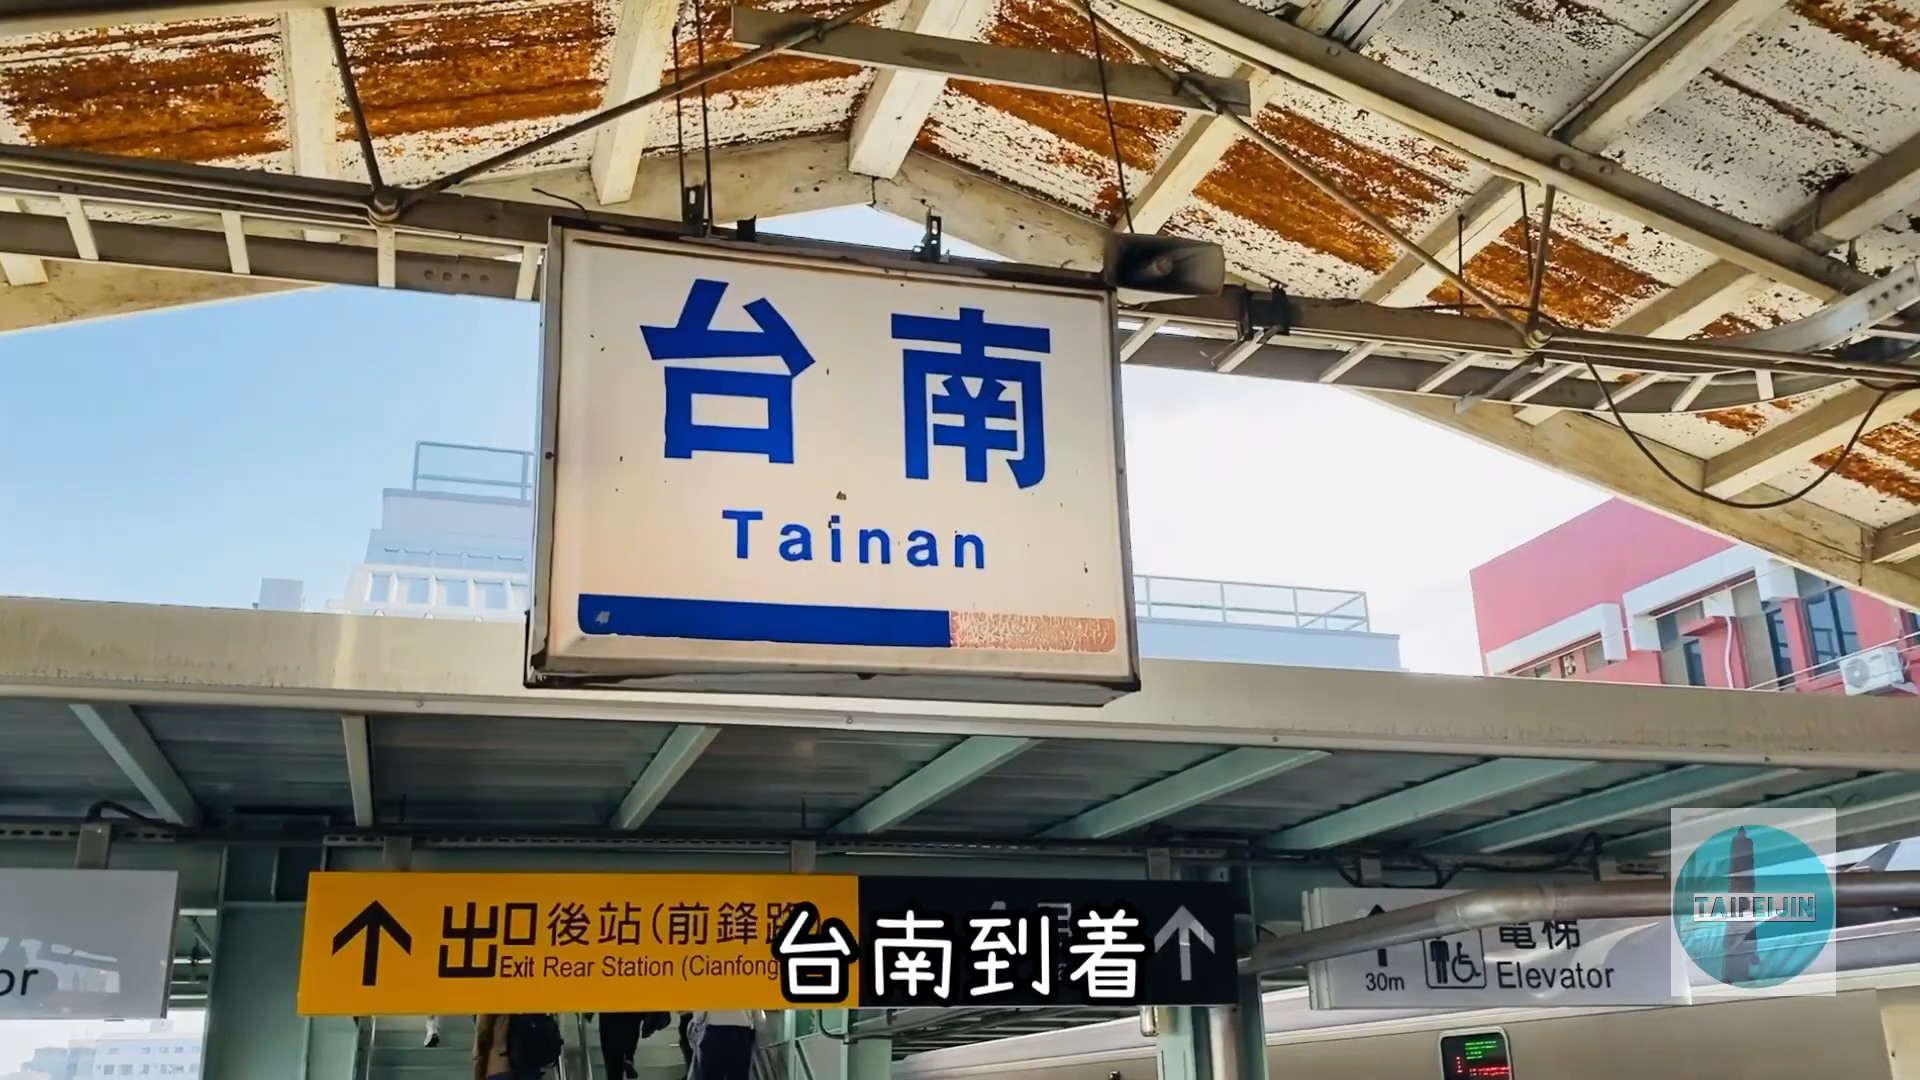 台南
Tainan
出口後站(前鋒路)
Exit Rear Station (Cianfong
台南到着
30m
電梯
Elevator
or
TAIPEIJIN